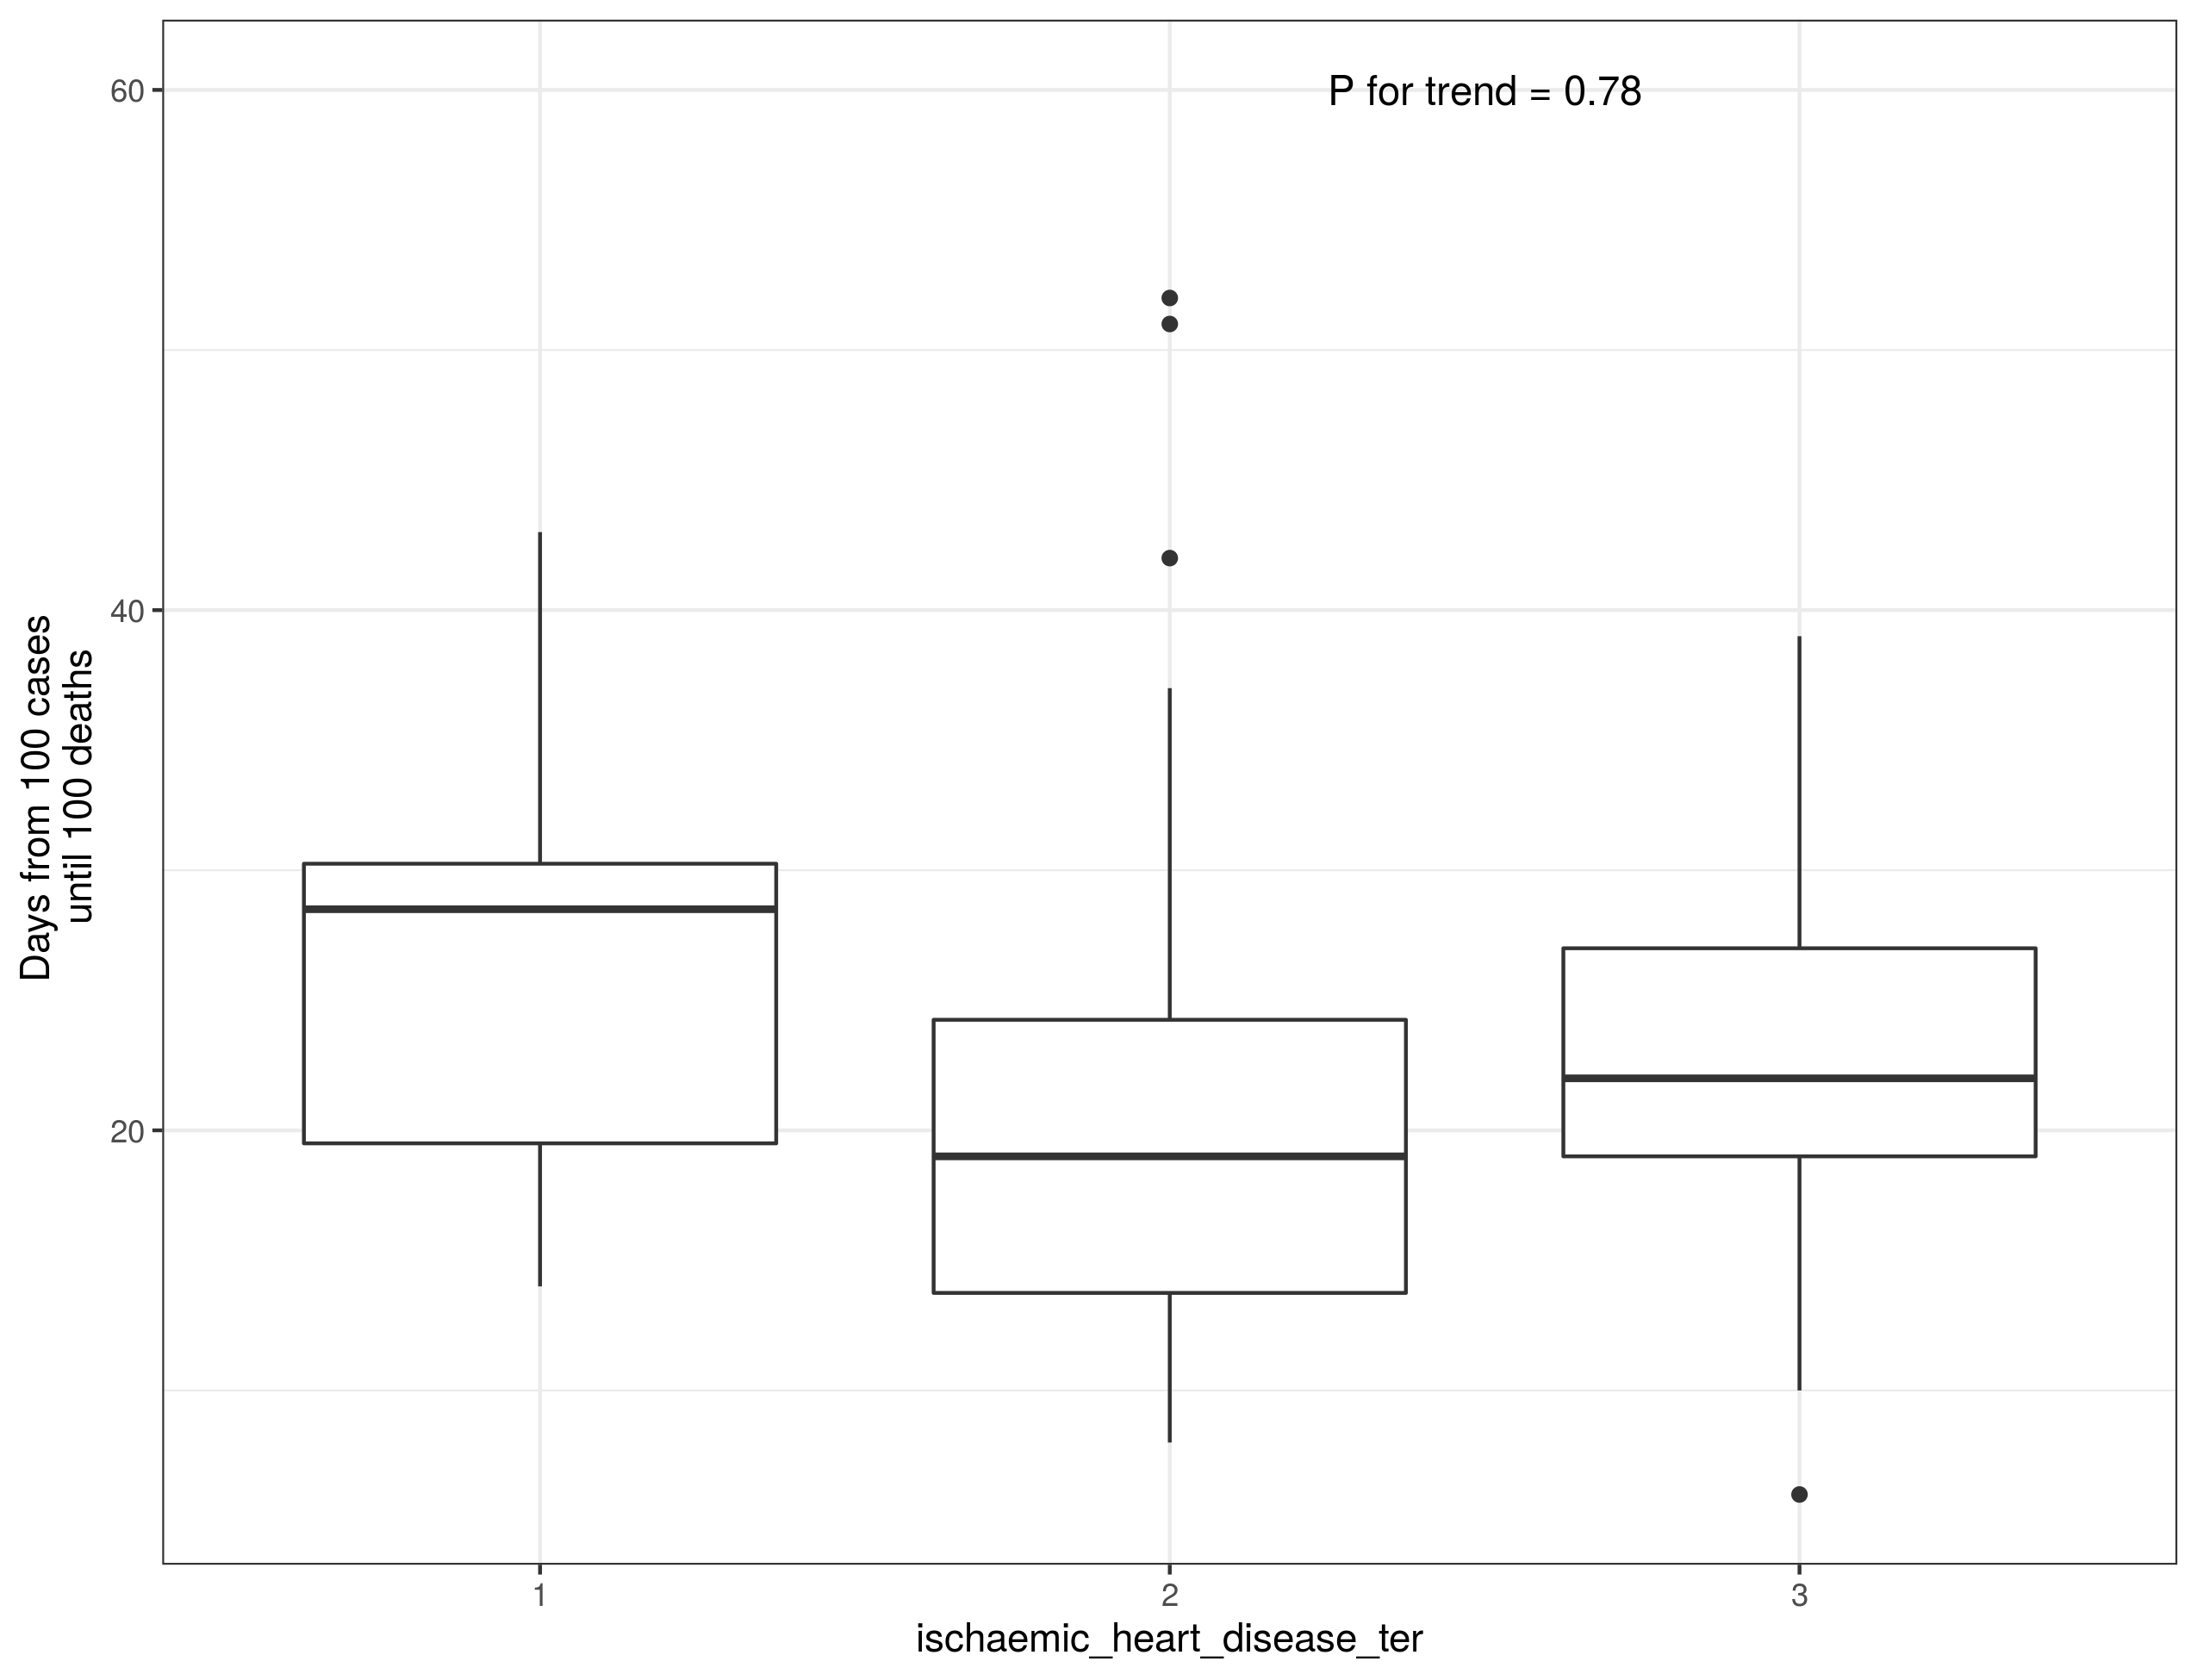 P for trend = 0.78
60
40
20
Days from 100 cases
until 100 deaths
1
2
3
ischaemic_heart_disease_ter